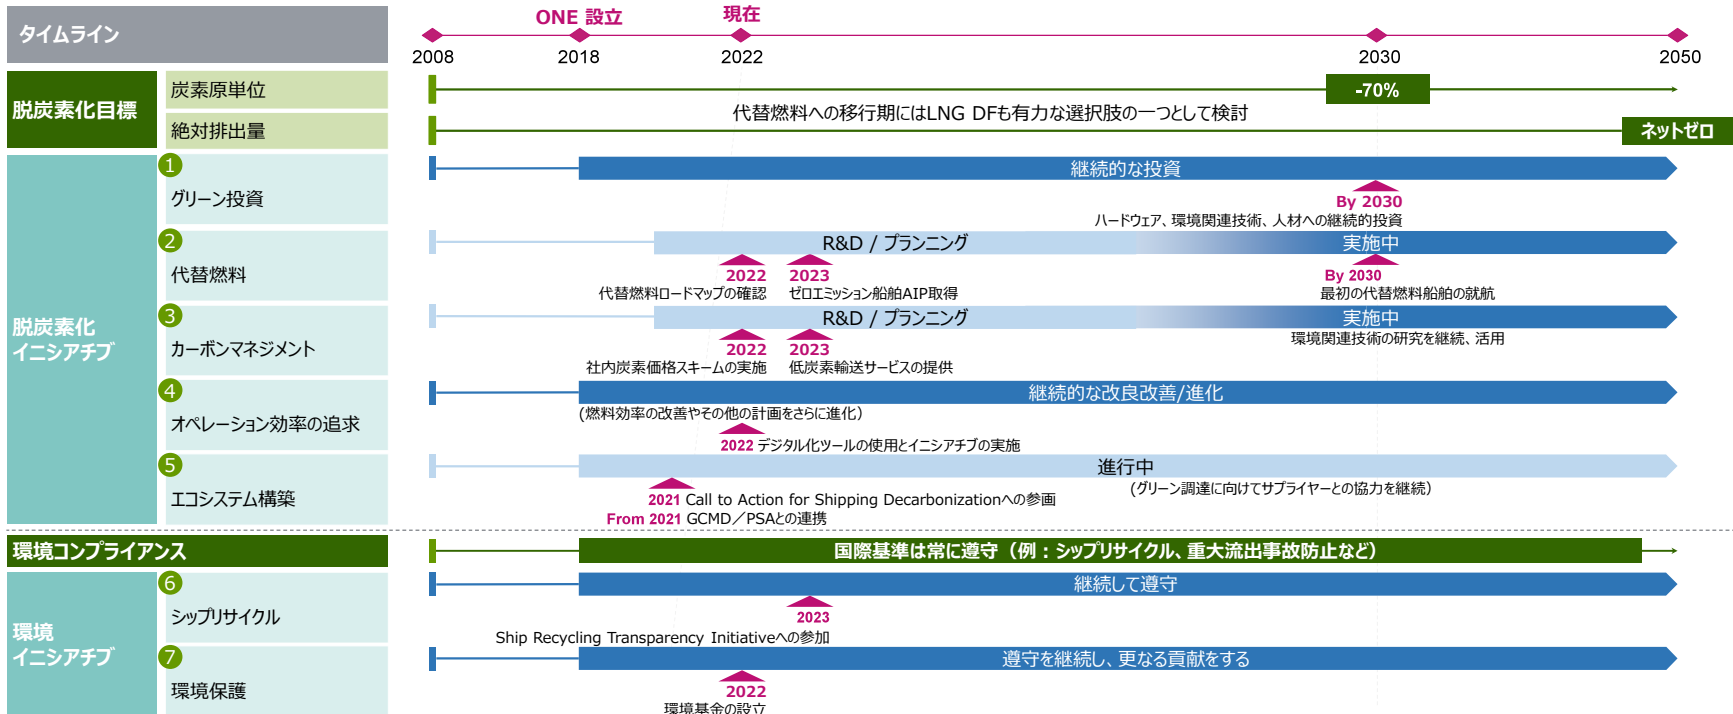 タイムライン
ONE 設立
現在
2008
2018
2022
2030
2050
脱炭素化目標
炭素原単位
-70%
代替燃料への移行期にはLNG DFも有力な選択肢の一つとして検討
絶対排出量
ネットゼロ
脱炭素化
イニシアチブ
1
グリーン投資
継続的な投資
By 2030
ハードウェア、環境関連技術、人材への継続的投資
2
代替燃料
R&D / プランニング
実施中
2022
代替燃料ロードマップの確認
2023
ゼロエミッション船舶AIP取得
By 2030
最初の代替燃料船舶の就航
3
カーボンマネジメント
R&D / プランニング
実施中
環境関連技術の研究を継続、活用
2022
社内炭素価格スキームの実施
2023
低炭素輸送サービスの提供
4
オペレーション効率の追求
継続的な改良改善/進化
(燃料効率の改善やその他の計画をさらに進化)
2022 デジタル化ツールの使用とイニシアチブの実施
5
エコシステム構築
進行中
(グリーン調達に向けてサプライヤーとの協力を継続)
2021 Call to Action for Shipping Decarbonizationへの参画
From 2021 GCMD／PSAとの連携
環境コンプライアンス
国際基準は常に遵守（例：シップリサイクル、重大流出事故防止など）
環境
イニシアチブ
6
シップリサイクル
継続して遵守
2023
Ship Recycling Transparency Initiativeへの参加
7
環境保護
遵守を継続し、更なる貢献をする
2022
環境基金の設立